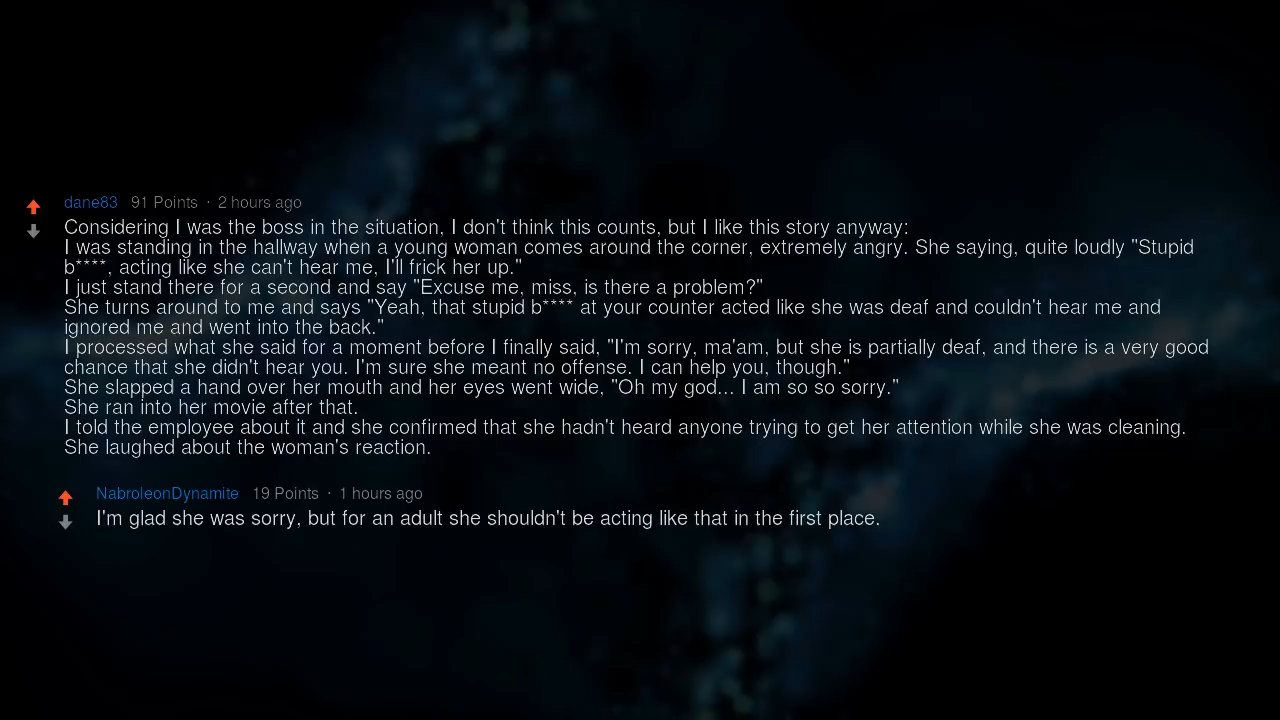 dane83 91 Points · 2 hours ago
Considering I was the boss in the situation, I don't think this counts, but I like this story anyway:
I was standing in the hallway when a young woman comes around the corner, extremely angry. She saying, quite loudly "Stupid
b****, acting like she can't hear me, I'll frick her up."
I just stand there for a second and say "Excuse me, miss, is there a problem?"
She turns around to me and says "Yeah, that stupid b**** at your counter acted like she was deaf and couldn't hear me and
ignored me and went into the back."
I processed what she said for a moment before I finally said, "I'm sorry, ma'am, but she is partially deaf, and there is a very good
chance that she didn't hear you. I'm sure she meant no offense. I can help you, though."
She slapped a hand over her mouth and her eyes went wide, "Oh my god... I am so so sorry."
She ran into her movie after that.
I told the employee about it and she confirmed that she hadn't heard anyone trying to get her attention while she was cleaning.
She laughed about the woman's reaction.
NabroleonDynamite 19 Points · 1 hours ago
I'm glad she was sorry, but for an adult she shouldn't be acting like that in the first place.